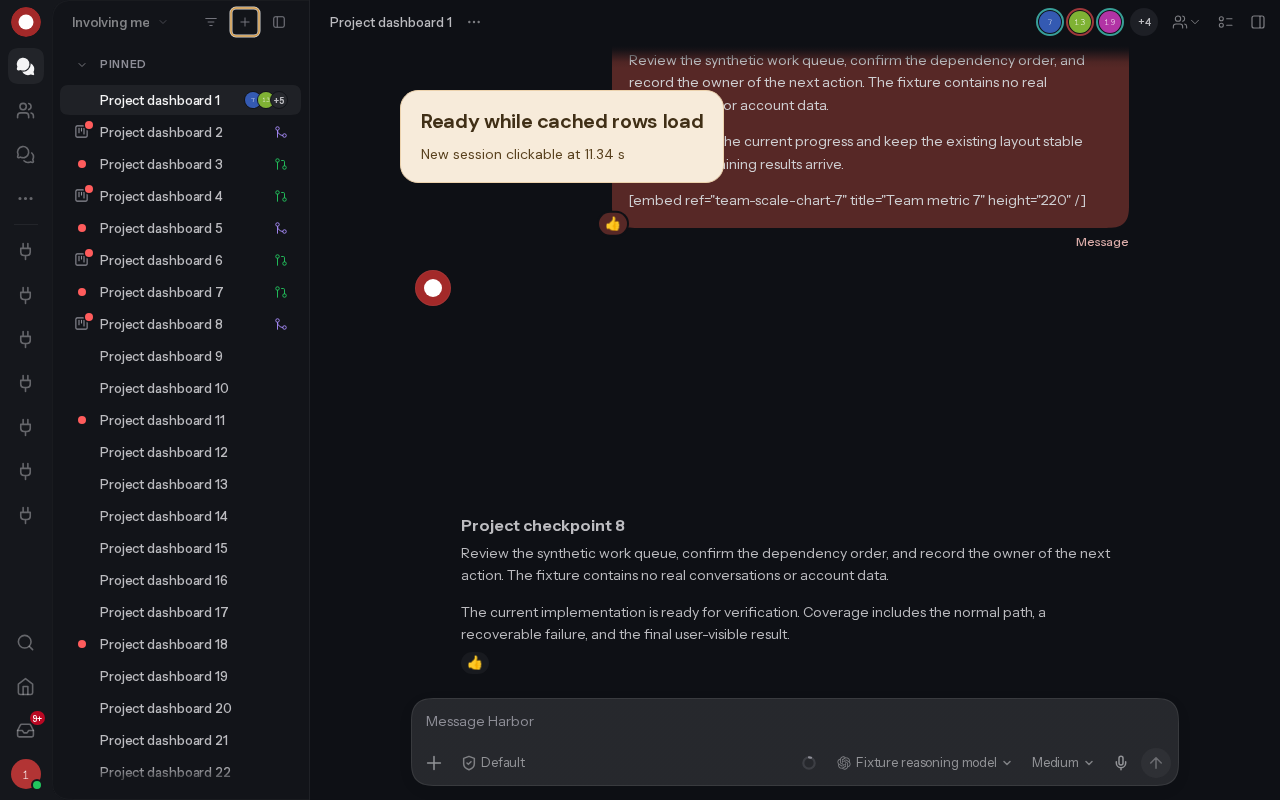 Involving me
Project dashboard 1
7
13
19
+4
PINNED
Project dashboard 1
7
+5
Project dashboard 2
Project dashboard 3
Project dashboard 4
Project dashboard 5
Project dashboard 6
Project dashboard 7
Project dashboard 8
Project dashboard 9
Project dashboard 10
Project dashboard 11
Project dashboard 12
Project dashboard 13
Project dashboard 14
Project dashboard 15
Project dashboard 16
Project dashboard 17
Project dashboard 18
Project dashboard 19
Project dashboard 20
Project dashboard 21
Project dashboard 22
9+
1
Review the synthetic work queue, confirm the dependency order, and
record the owner of the next action. The fixture contains no real
or account data.
he current progress and keep the existing layout stable
ining results arrive.
[embed ref="team-scale-chart-7" title="Team metric 7" height="220" /]
Ready while cached rows load
New session clickable at 11.34 s
👍
Message
Project checkpoint 8
Review the synthetic work queue, confirm the dependency order, and record the owner of the next
action. The fixture contains no real conversations or account data.
The current implementation is ready for verification. Coverage includes the normal path, a
recoverable failure, and the final user-visible result.
👍
Message Harbor
Default
Fixture reasoning model
Medium